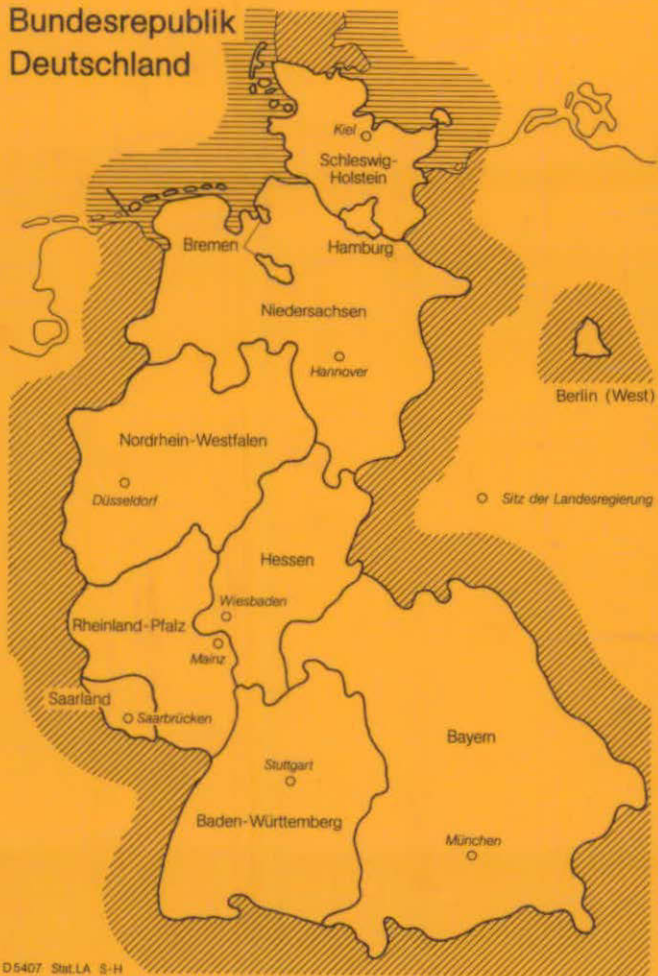 Bundesrepublik
Deutschland
Kiel
Schleswig-
Holstein
Bremen
Hamburg
Niedersachsen
Hannover
Berlin (West)
Nordrhein-Westfalen
Düsseldorf
Sitz der Landesregierung
Hessen
Wiesbaden
Rheinland-Pfalz
Mainz
Saarland
Saarbrücken
Bayern
Stuttgart
Baden-Württemberg
München
D5407 Stat.LA S-H